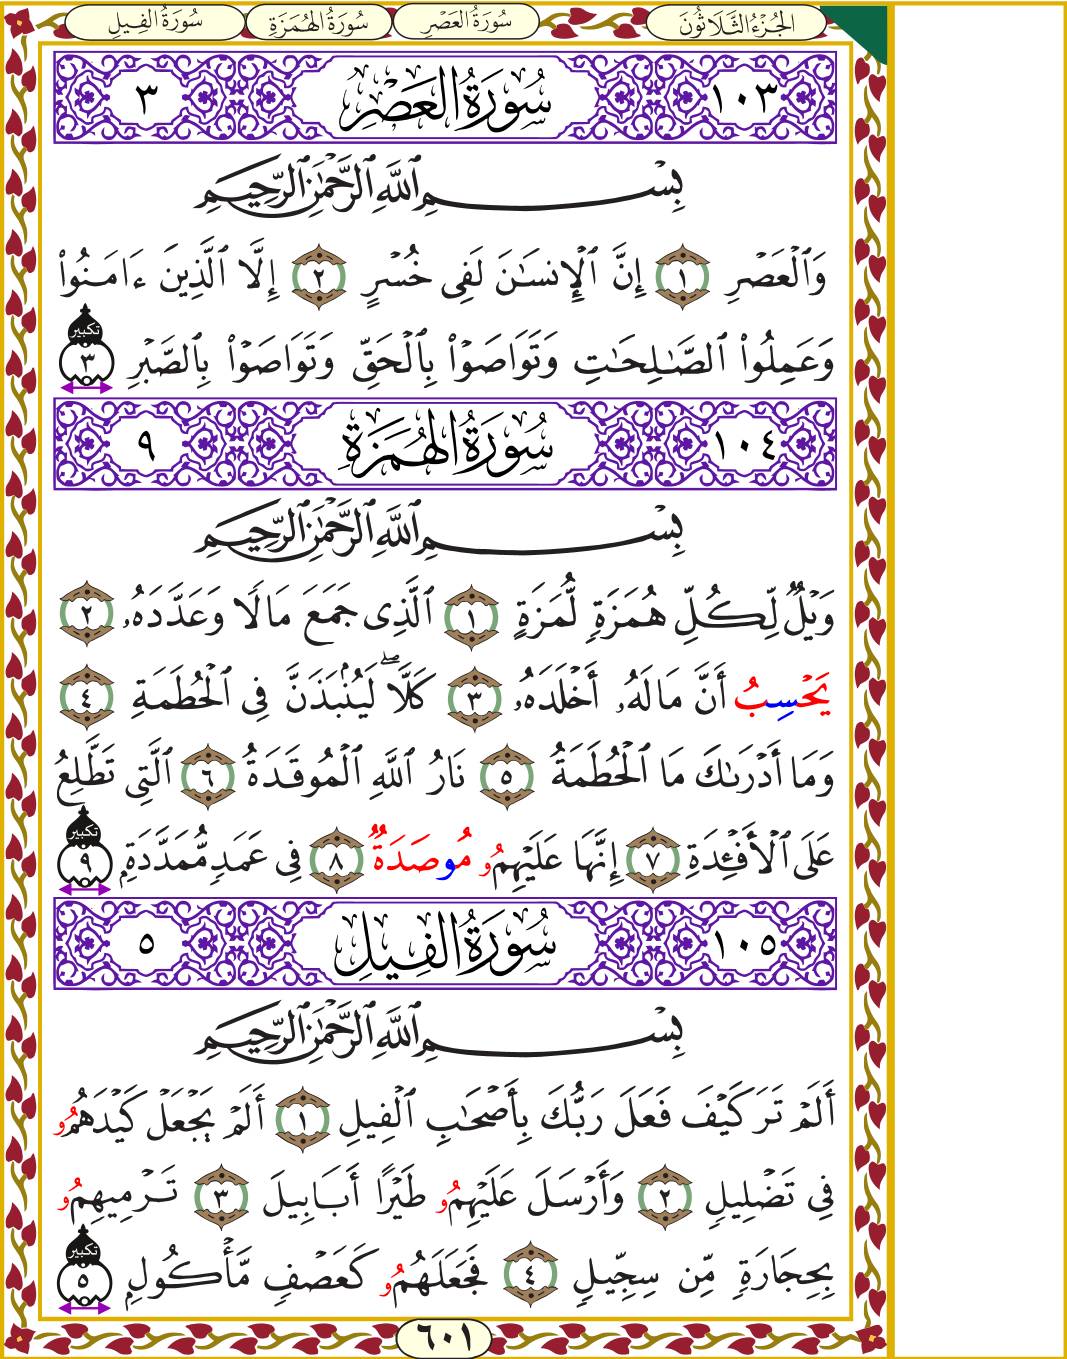 الجُزْءُ الثَّلَاثُونَ سُورَةُ العَصْرِ سُورَةُ الهُمَزَةِ سُورَةُ الفِيلِ
١٠٣ سُورَةُ العَصْرِ ٣
بِسْمِ ٱللَّهِ ٱلرَّحْمَٰنِ ٱلرَّحِيمِ
وَٱلْعَصْرِ ١ إِنَّ ٱلْإِنسَٰنَ لَفِى خُسْرٍ ٢ إِلَّا ٱلَّذِينَ ءَامَنُوا۟
وَعَمِلُوا۟ ٱلصَّٰلِحَٰتِ وَتَوَاصَوْا۟ بِٱلْحَقِّ وَتَوَاصَوْا۟ بِٱلصَّبْرِ ٣ تكبير
١٠٤ سُورَةُ الهُمَزَةِ ٩
بِسْمِ ٱللَّهِ ٱلرَّحْمَٰنِ ٱلرَّحِيمِ
وَيْلٌ لِّكُلِّ هُمَزَةٍ لُّمَزَةٍ ١ ٱلَّذِى جَمَعَ مَالًا وَعَدَّدَهُۥ ٢
يَحْسِبُ أَنَّ مَالَهُۥ أَخْلَدَهُۥ ٣ كَلَّاۖ لَيُنۢبَذَنَّ فِى ٱلْحُطَمَةِ ٤
وَمَا أَدْرَىٰكَ مَا ٱلْحُطَمَةُ ٥ نَارُ ٱللَّهِ ٱلْمُوقَدَةُ ٦ ٱلَّتِى تَطَّلِعُ
عَلَى ٱلْأَفْـِٔدَةِ ٧ إِنَّهَا عَلَيْهِمُۥ مُوصَدَةٌ ٨ فِى عَمَدٍ مُّمَدَّدَةٍ ٩ تكبير
١٠٥ سُورَةُ الفِيلِ ٥
بِسْمِ ٱللَّهِ ٱلرَّحْمَٰنِ ٱلرَّحِيمِ
أَلَمْ تَرَ كَيْفَ فَعَلَ رَبُّكَ بِأَصْحَٰبِ ٱلْفِيلِ ١ أَلَمْ يَجْعَلْ كَيْدَهُمُۥ
فِى تَضْلِيلٍ ٢ وَأَرْسَلَ عَلَيْهِمُۥ طَيْرًا أَبَابِيلَ ٣ تَرْمِيهِمُۥ
بِحِجَارَةٍ مِّن سِجِّيلٍ ٤ فَجَعَلَهُمُۥ كَعَصْفٍ مَّأْكُولٍ ٥ تكبير
٦٠١